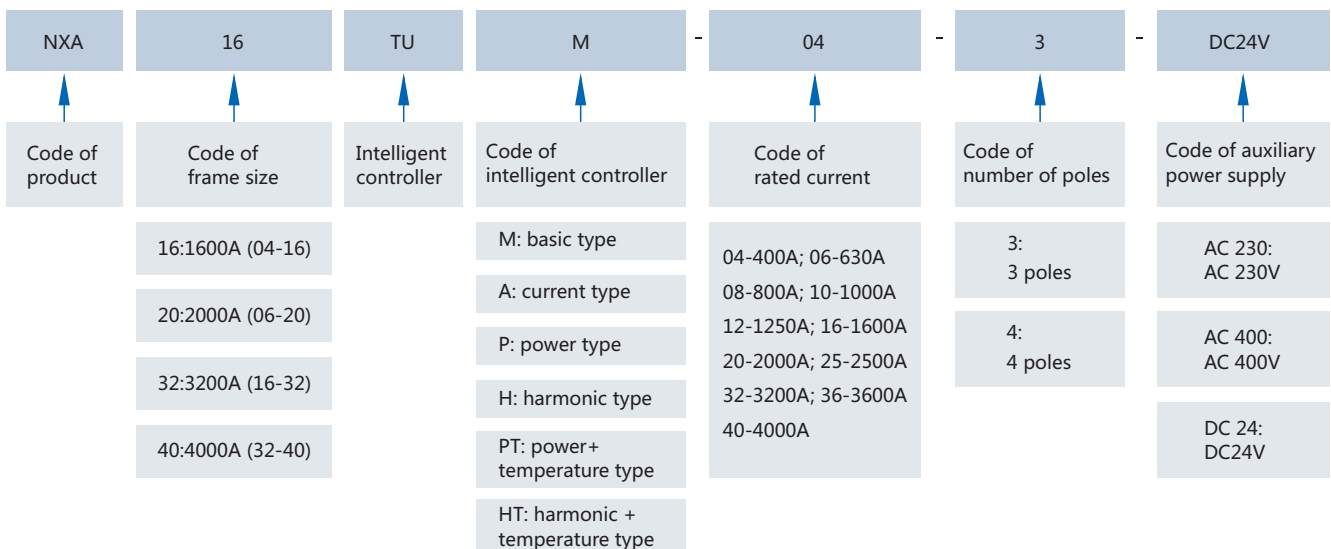 NXA 16 TU M - 04 - 3 - DC24V
Code of
product
Code of
frame size
Intelligent
controller
Code of
intelligent controller
Code of
rated current
Code of
number of poles
Code of auxiliary
power supply
16:1600A (04-16)
20:2000A (06-20)
32:3200A (16-32)
40:4000A (32-40)
M: basic type
A: current type
P: power type
H: harmonic type
PT: power+
temperature type
HT: harmonic +
temperature type
04-400A; 06-630A
08-800A; 10-1000A
12-1250A; 16-1600A
20-2000A; 25-2500A
32-3200A; 36-3600A
40-4000A
3:
3 poles
4:
4 poles
AC 230:
AC 230V
AC 400:
AC 400V
DC 24:
DC24V